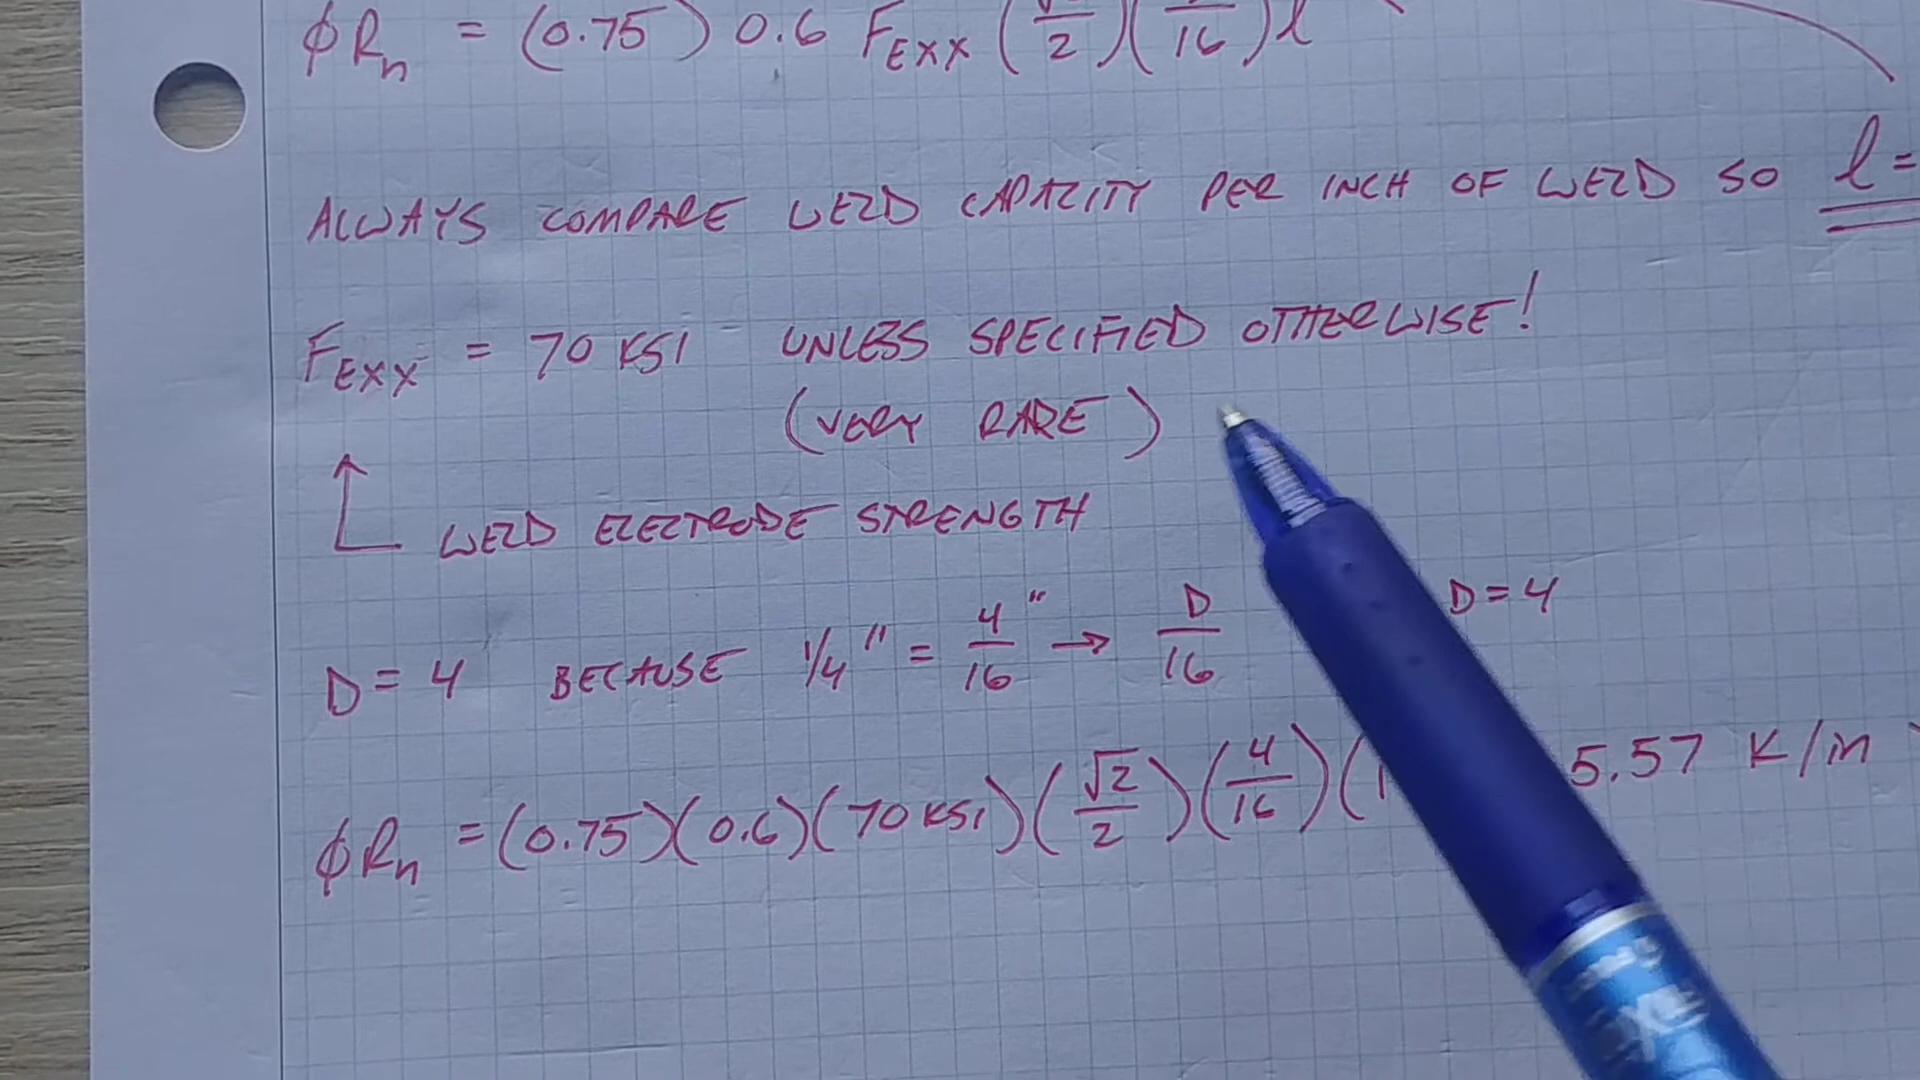 ϕRn = (0.75) 0.6 FEXX (√2/2)( /16)l
ALWAYS COMPARE WELD CAPACITY PER INCH OF WELD SO l =
FEXX = 70 KSI - UNLESS SPECIFIED OTHERWISE!
(VERY RARE)
WELD ELECTRODE STRENGTH
D = 4 BECAUSE 1/4" = 4/16" → D/16 D = 4
ϕRn = (0.75)(0.6)(70 KSI)(√2/2)(4/16)(1 5.57 K/in